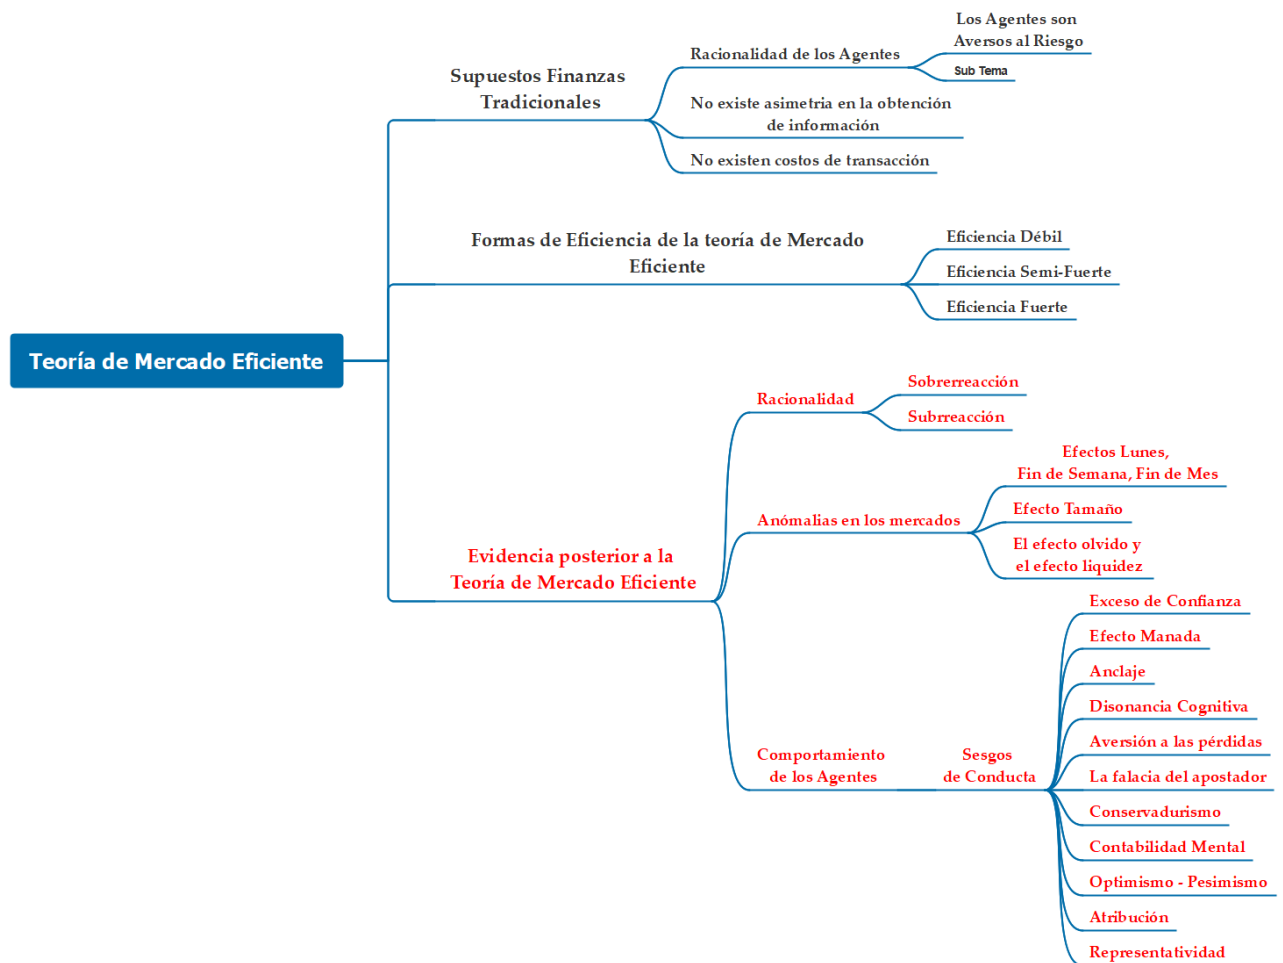 Teoría de Mercado Eficiente
Supuestos Finanzas
Tradicionales
Racionalidad de los Agentes
Los Agentes son
Aversos al Riesgo
Sub Tema
No existe asimetria en la obtención
de información
No existen costos de transacción
Formas de Eficiencia de la teoría de Mercado
Eficiente
Eficiencia Débil
Eficiencia Semi-Fuerte
Eficiencia Fuerte
Evidencia posterior a la
Teoría de Mercado Eficiente
Racionalidad
Sobrerreacción
Subrreacción
Anómalias en los mercados
Efectos Lunes,
Fin de Semana, Fin de Mes
Efecto Tamaño
El efecto olvido y
el efecto liquidez
Comportamiento
de los Agentes
Sesgos
de Conducta
Exceso de Confianza
Efecto Manada
Anclaje
Disonancia Cognitiva
Aversión a las pérdidas
La falacia del apostador
Conservadurismo
Contabilidad Mental
Optimismo - Pesimismo
Atribución
Representatividad